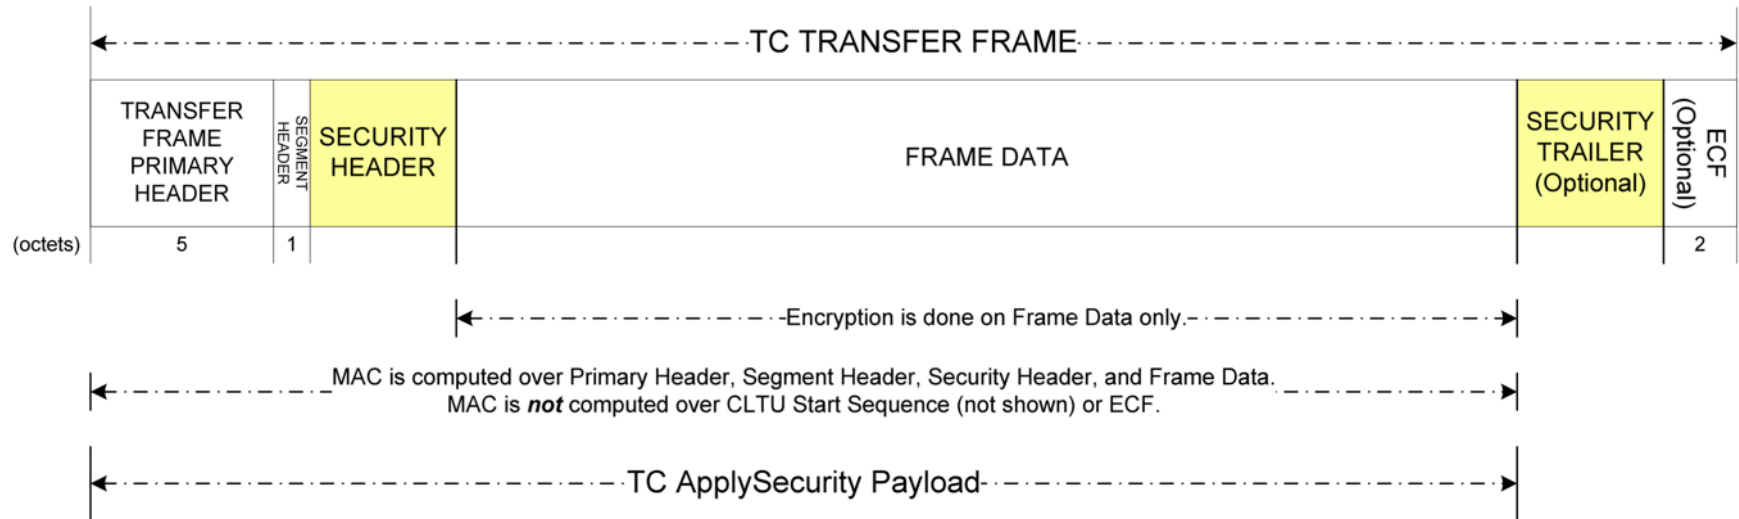 TC TRANSFER FRAME
TRANSFER
FRAME
PRIMARY
HEADER
SEGMENT
HEADER
SECURITY
HEADER
FRAME DATA
SECURITY
TRAILER
(Optional)
ECF
(Optional)
(octets)
5
1
2
Encryption is done on Frame Data only.
MAC is computed over Primary Header, Segment Header, Security Header, and Frame Data.
MAC is not computed over CLTU Start Sequence (not shown) or ECF.
TC ApplySecurity Payload